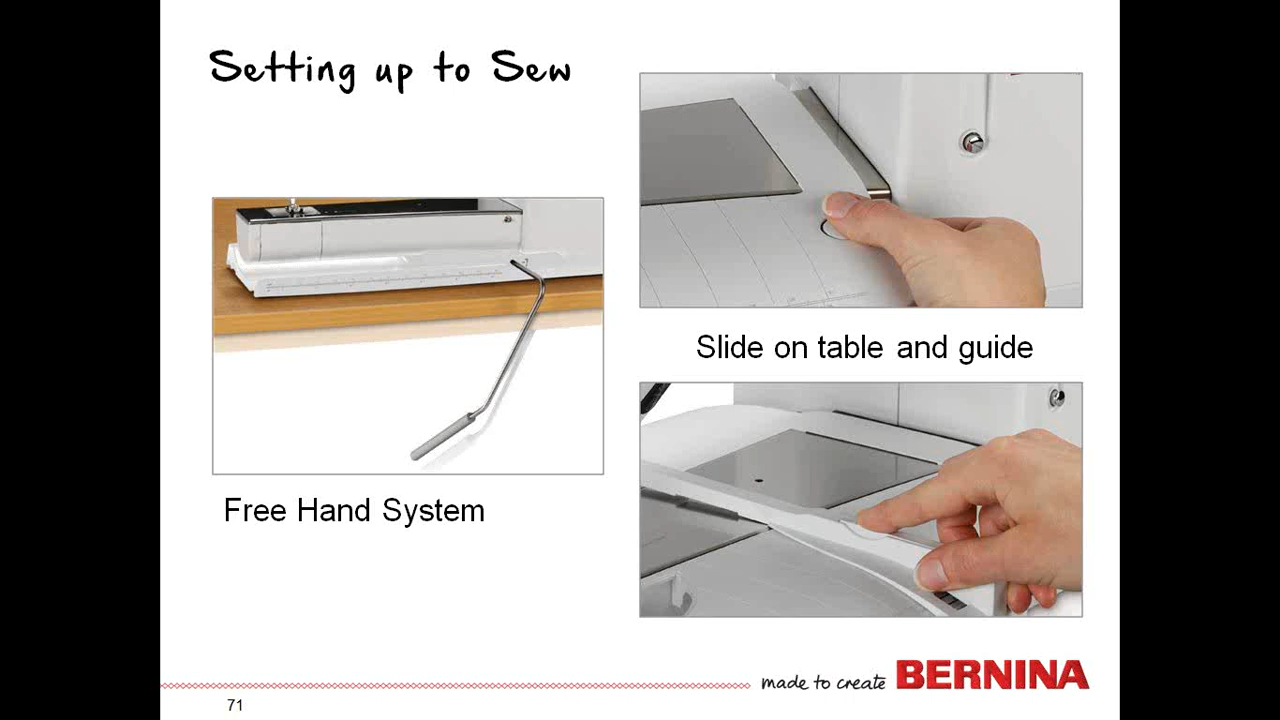 Setting up to Sew
Slide on table and guide
Free Hand System
made to create BERNINA
71